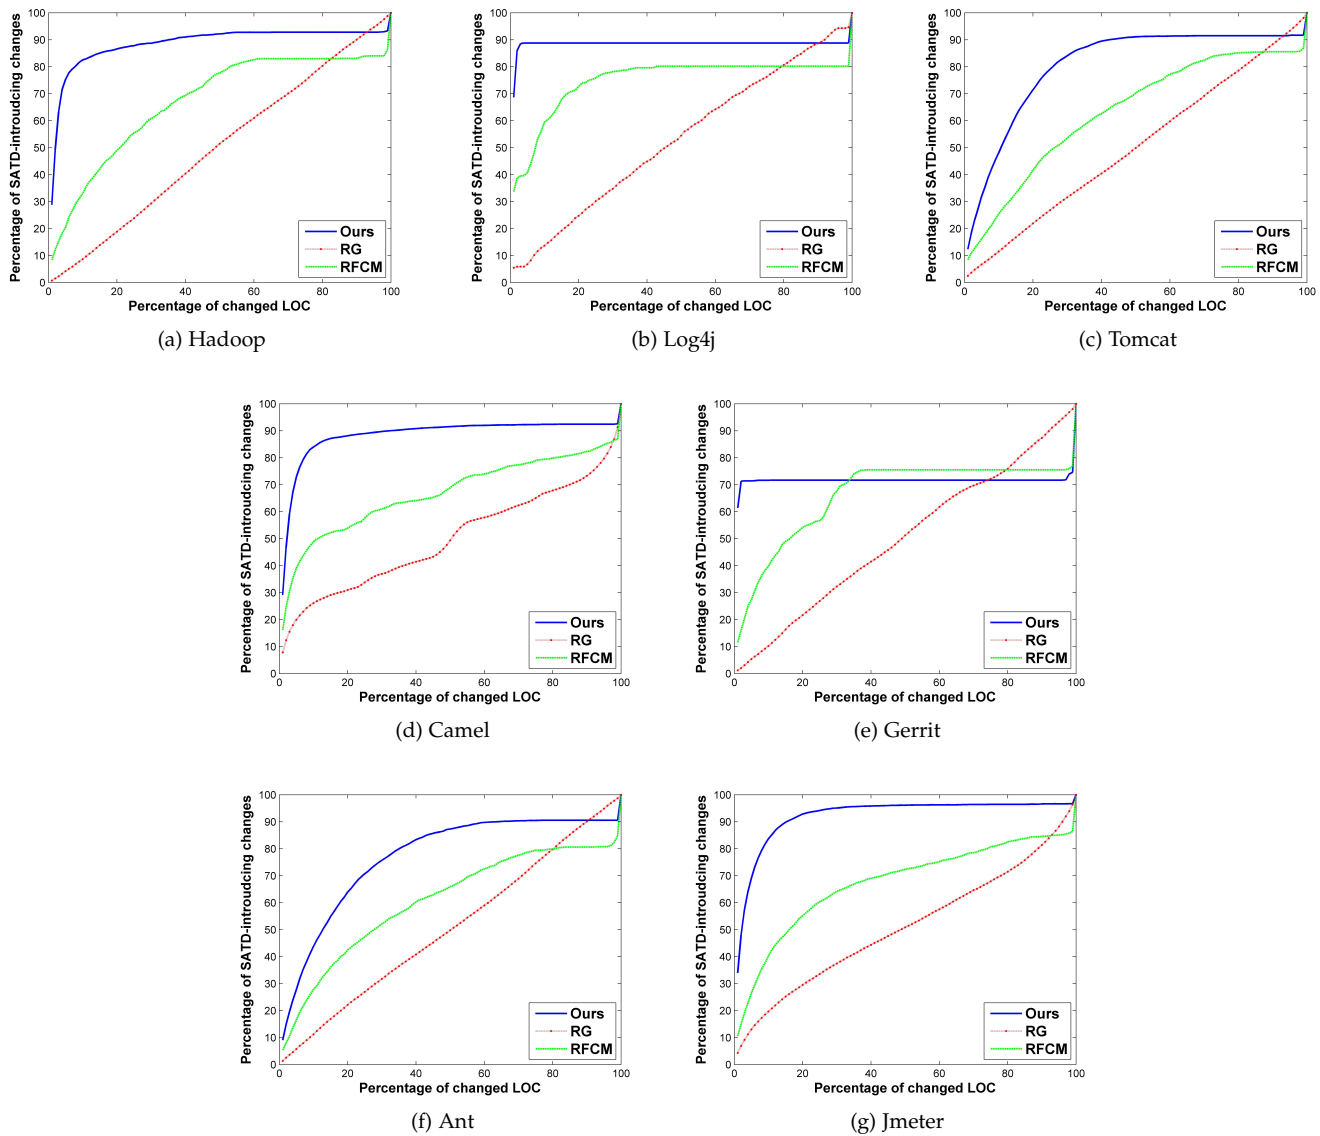 Percentage of SATD-introudcing changes
100
90
80
70
60
50
40
30
20
10
0
0 20 40 60 80 100
Percentage of changed LOC
Ours
RG
RFCM
(a) Hadoop
Percentage of SATD-introudcing changes
100
90
80
70
60
50
40
30
20
10
0
0 20 40 60 80 100
Percentage of changed LOC
Ours
RG
RFCM
(b) Log4j
Percentage of SATD-introudcing changes
100
90
80
70
60
50
40
30
20
10
0
0 20 40 60 80 100
Percentage of changed LOC
Ours
RG
RFCM
(c) Tomcat
Percentage of SATD-introudcing changes
100
90
80
70
60
50
40
30
20
10
0
0 20 40 60 80 100
Percentage of changed LOC
Ours
RG
RFCM
(d) Camel
Percentage of SATD-introudcing changes
100
90
80
70
60
50
40
30
20
10
0
0 20 40 60 80 100
Percentage of changed LOC
Ours
RG
RFCM
(e) Gerrit
Percentage of SATD-introudcing changes
100
90
80
70
60
50
40
30
20
10
0
0 20 40 60 80 100
Percentage of changed LOC
Ours
RG
RFCM
(f) Ant
Percentage of SATD-introudcing changes
100
90
80
70
60
50
40
30
20
10
0
0 20 40 60 80 100
Percentage of changed LOC
Ours
RG
RFCM
(g) Jmeter